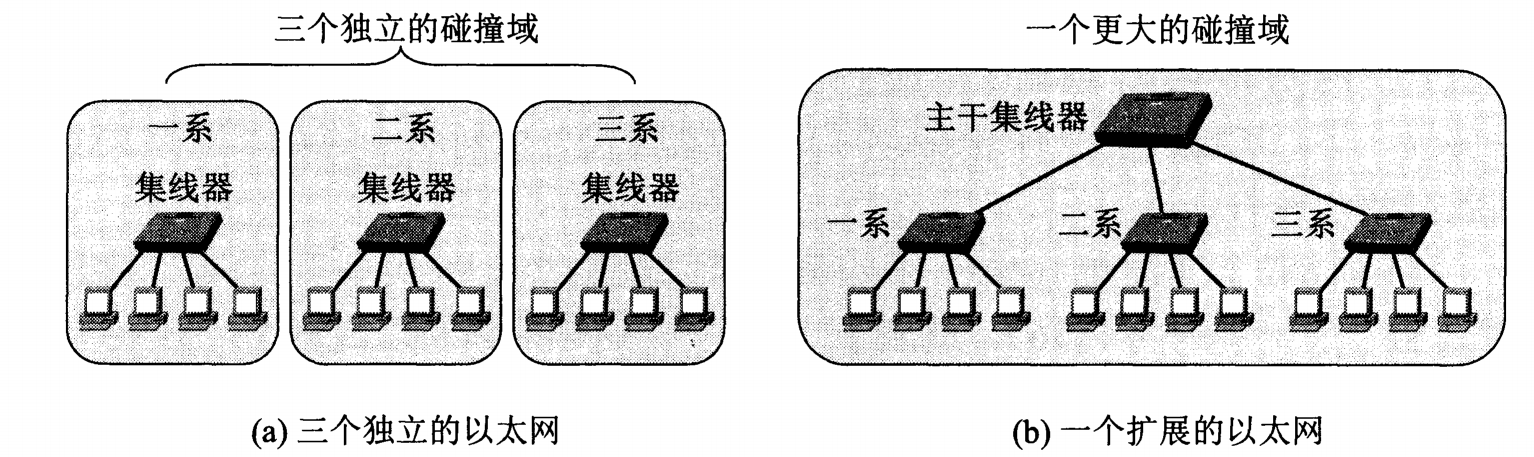 三个独立的碰撞域
一系
集线器
二系
集线器
三系
集线器
(a) 三个独立的以太网
一个更大的碰撞域
主干集线器
一系
二系
三系
(b) 一个扩展的以太网